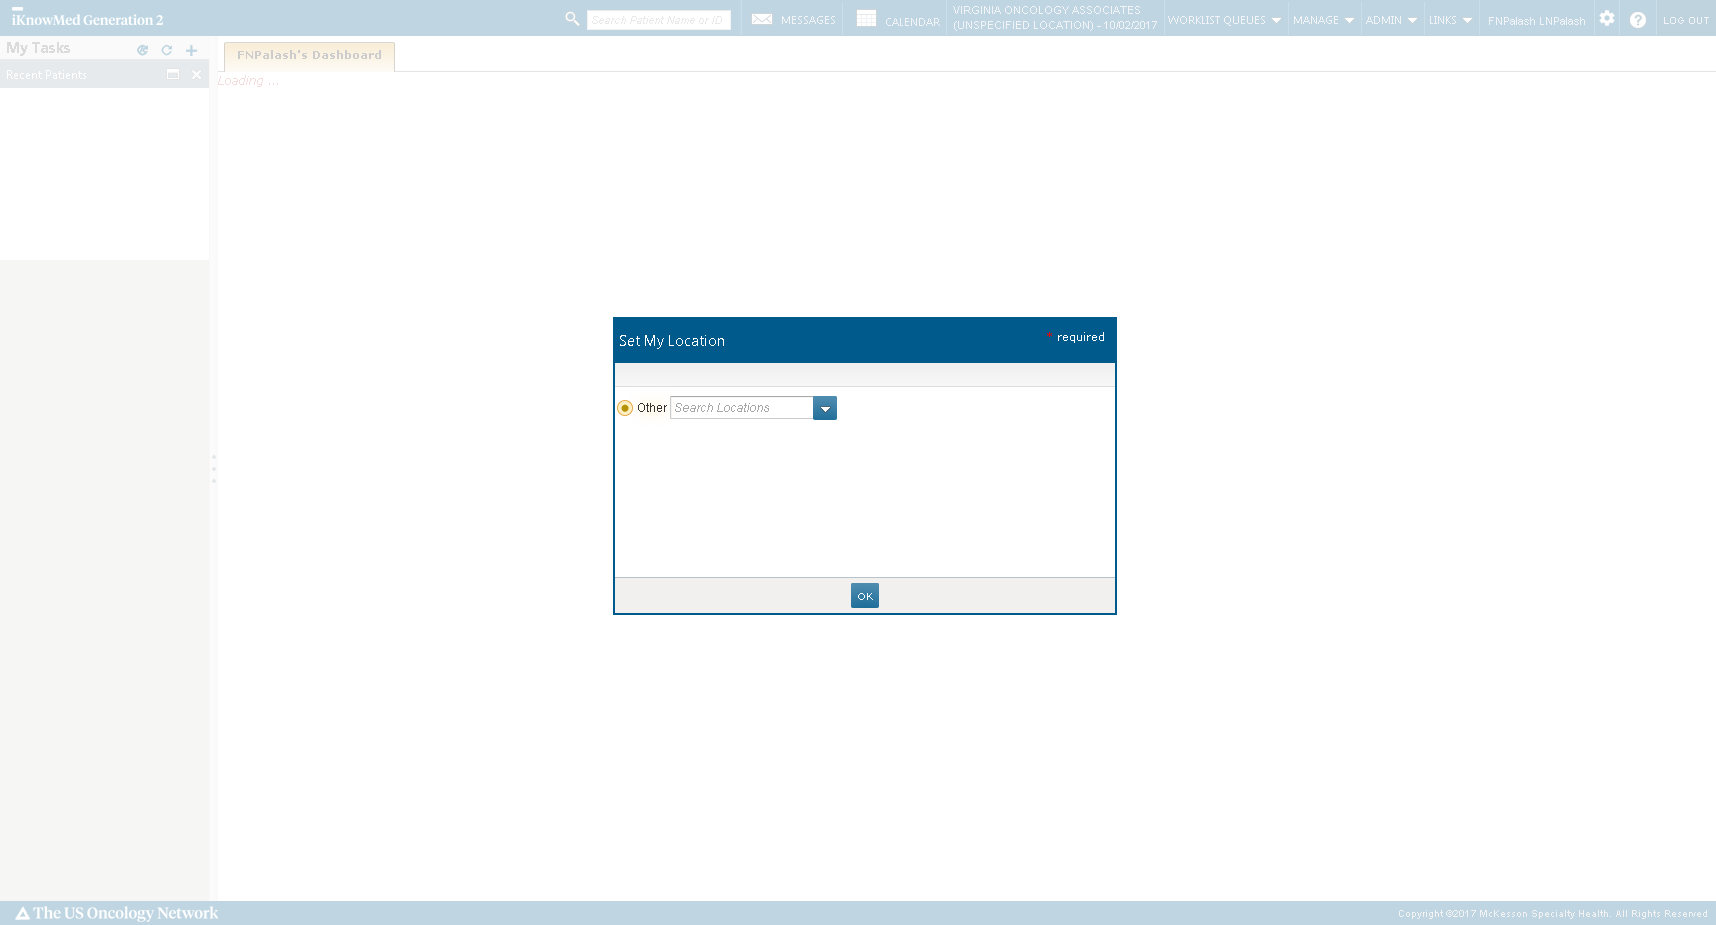 iKnowMed Generation 2
Search Patient Name or ID
MESSAGES
CALENDAR
VIRGINIA ONCOLOGY ASSOCIATES
(UNSPECIFIED LOCATION) - 10/02/2017
WORKLIST QUEUES
MANAGE
ADMIN
LINKS
FNPalash LNPalash
LOG OUT
My Tasks
FNPalash's Dashboard
Recent Patients
Loading ...
Set My Location
* required
Other
Search Locations
OK
The US Oncology Network
Copyright ©2017 McKesson Specialty Health. All Rights Reserved